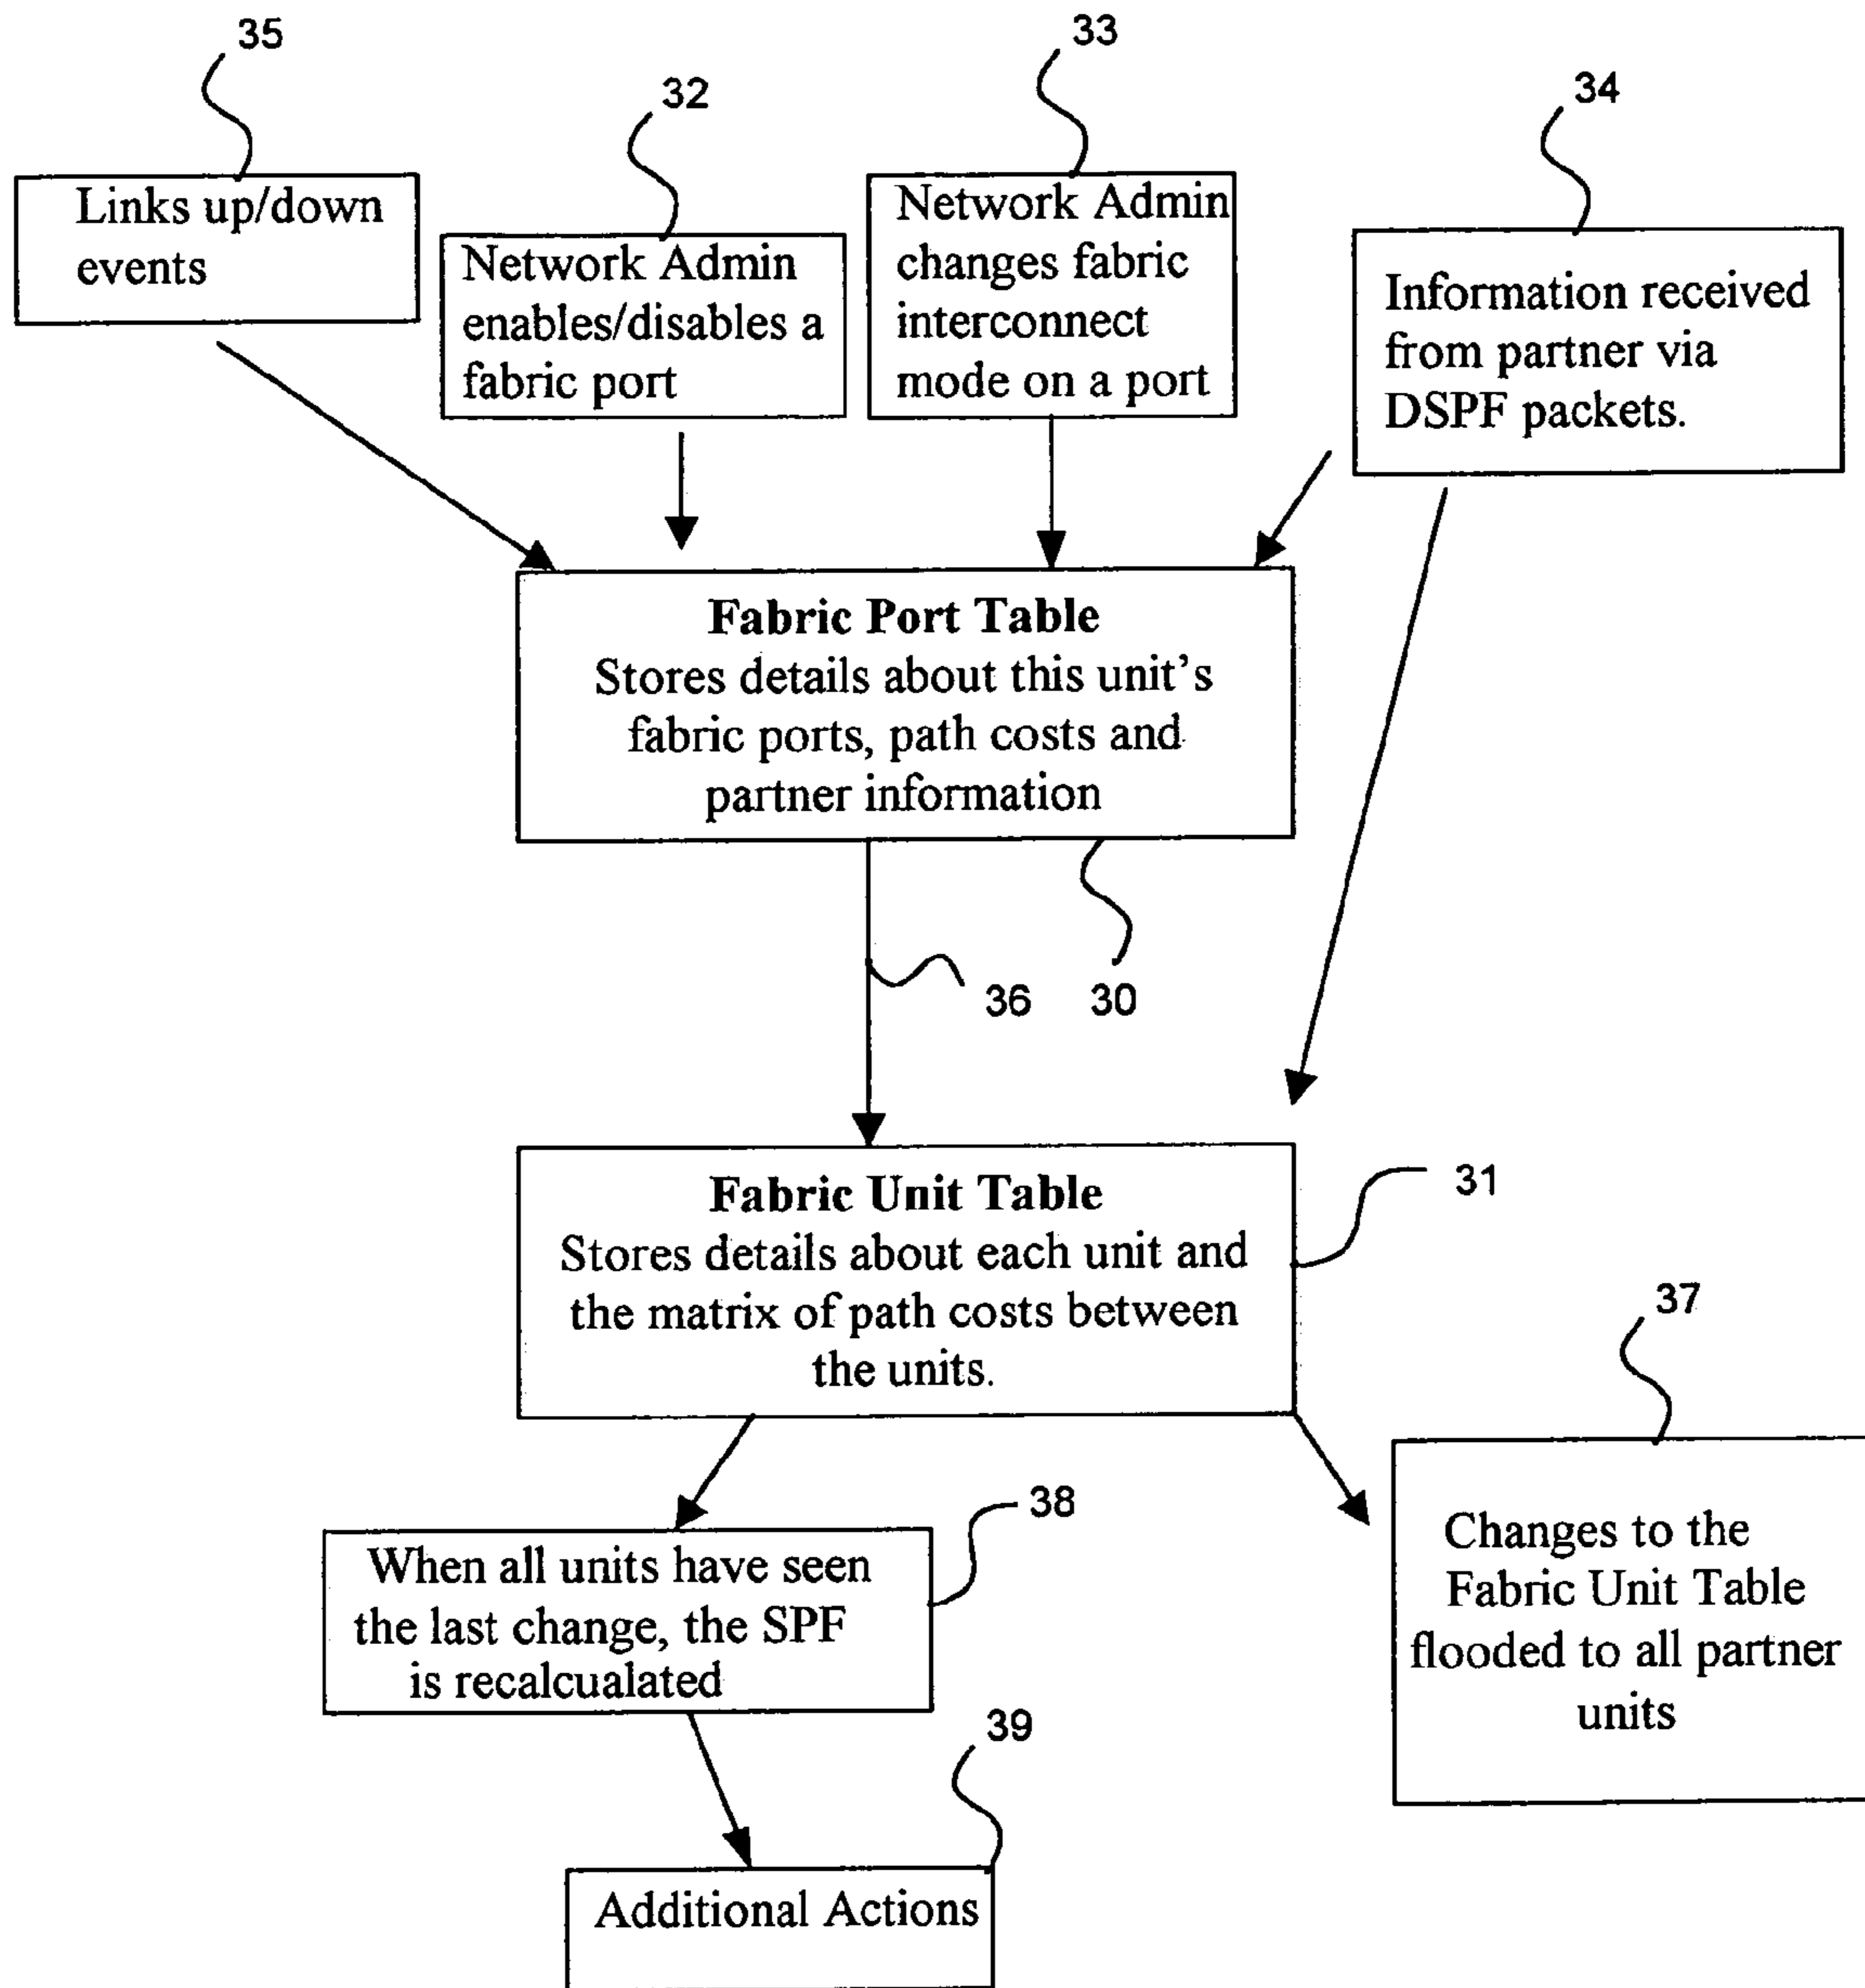 35
32
33
34
Links up/down
events
Network Admin
enables/disables a
fabric port
Network Admin
changes fabric
interconnect
mode on a port
Information received
from partner via
DSPF packets.
Fabric Port Table
Stores details about this unit's
fabric ports, path costs and
partner information
36
30
Fabric Unit Table
Stores details about each unit and
the matrix of path costs between
the units.
31
37
38
When all units have seen
the last change, the SPF
is recalcualated
Changes to the
Fabric Unit Table
flooded to all partner
units
39
Additional Actions